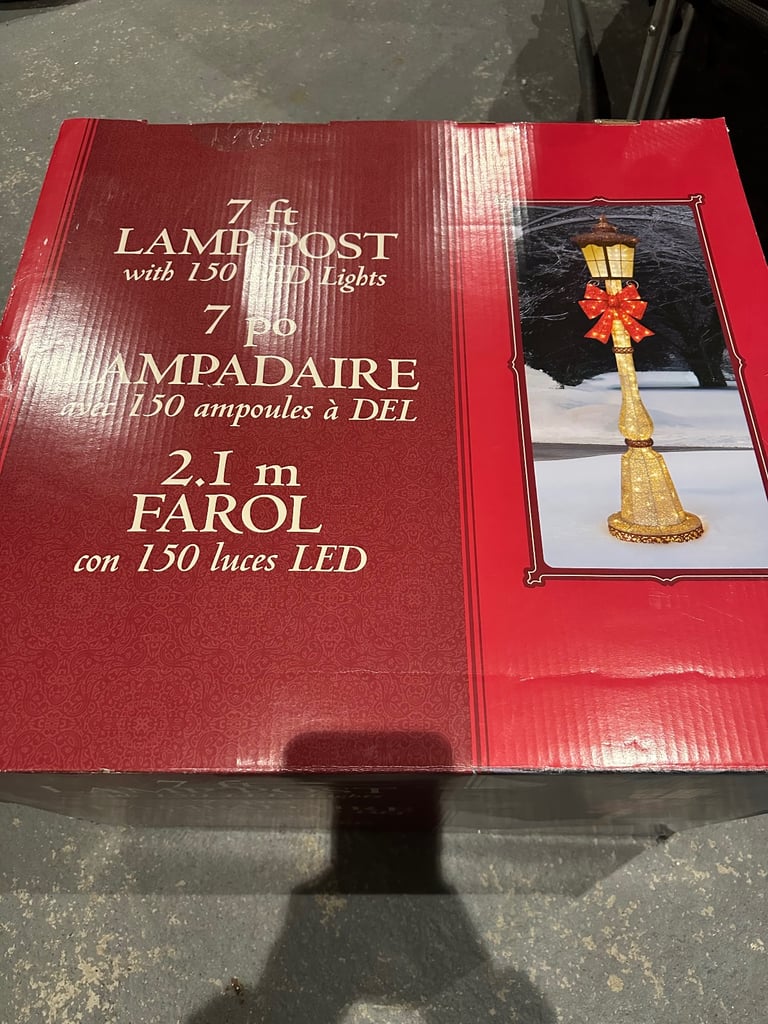 7 ft
LAMP POST
with 150 LED Lights
7 po
LAMPADAIRE
avec 150 ampoules à DEL
2.1 m
FAROL
con 150 luces LED